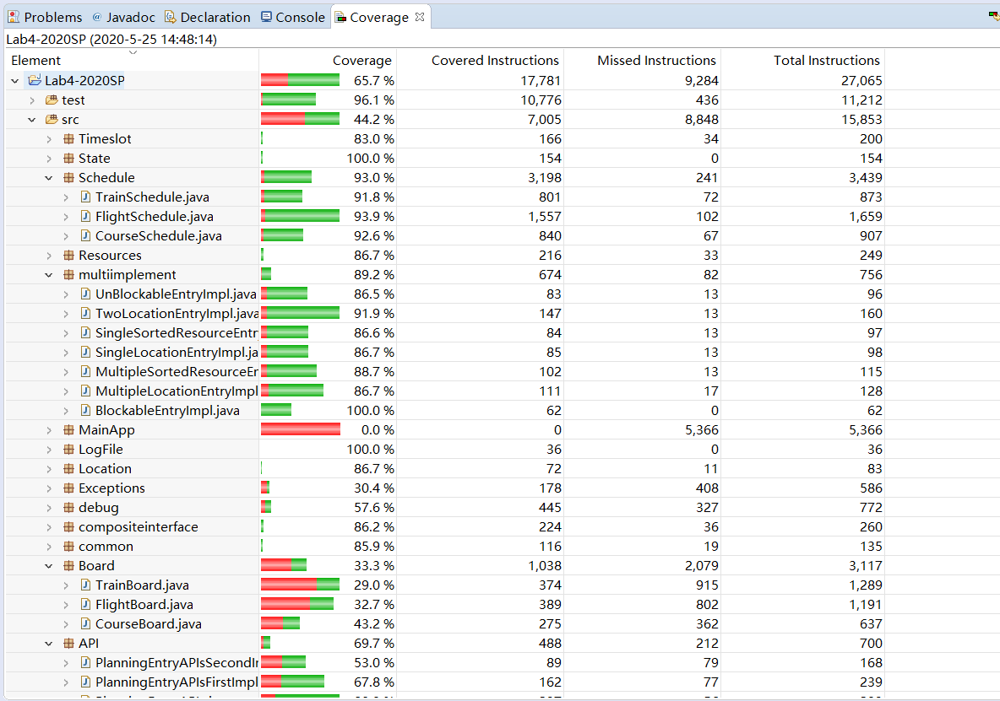 Problems @ Javadoc Declaration Console Coverage
Lab4-2020SP (2020-5-25 14:48:14)
Element Coverage Covered Instructions Missed Instructions Total Instructions
Lab4-2020SP 65.7 % 17,781 9,284 27,065
test 96.1 % 10,776 436 11,212
src 44.2 % 7,005 8,848 15,853
Timeslot 83.0 % 166 34 200
State 100.0 % 154 0 154
Schedule 93.0 % 3,198 241 3,439
TrainSchedule.java 91.8 % 801 72 873
FlightSchedule.java 93.9 % 1,557 102 1,659
CourseSchedule.java 92.6 % 840 67 907
Resources 86.7 % 216 33 249
multiimplement 89.2 % 674 82 756
UnBlockableEntryImpl.java 86.5 % 83 13 96
TwoLocationEntryImpl.java 91.9 % 147 13 160
SingleSortedResourceEntr 86.6 % 84 13 97
SingleLocationEntryImpl.ja 86.7 % 85 13 98
MultipleSortedResourceEr 88.7 % 102 13 115
MultipleLocationEntryImpl 86.7 % 111 17 128
BlockableEntryImpl.java 100.0 % 62 0 62
MainApp 0.0 % 0 5,366 5,366
LogFile 100.0 % 36 0 36
Location 86.7 % 72 11 83
Exceptions 30.4 % 178 408 586
debug 57.6 % 445 327 772
compositeinterface 86.2 % 224 36 260
common 85.9 % 116 19 135
Board 33.3 % 1,038 2,079 3,117
TrainBoard.java 29.0 % 374 915 1,289
FlightBoard.java 32.7 % 389 802 1,191
CourseBoard.java 43.2 % 275 362 637
API 69.7 % 488 212 700
PlanningEntryAPIsSecondIr 53.0 % 89 79 168
PlanningEntryAPIsFirstImpl 67.8 % 162 77 239